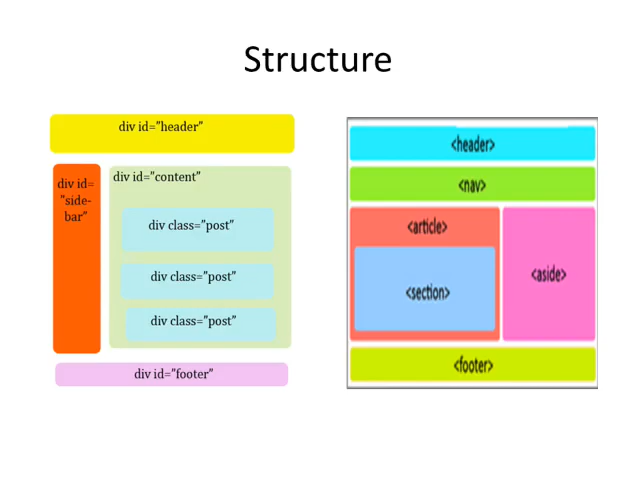 Structure
div id=”header”
div id=
”side-
bar”
div id=”content”
div class=”post”
div class=”post”
div class=”post”
div id=”footer”
<header>
<nav>
<article>
<section>
<aside>
<footer>